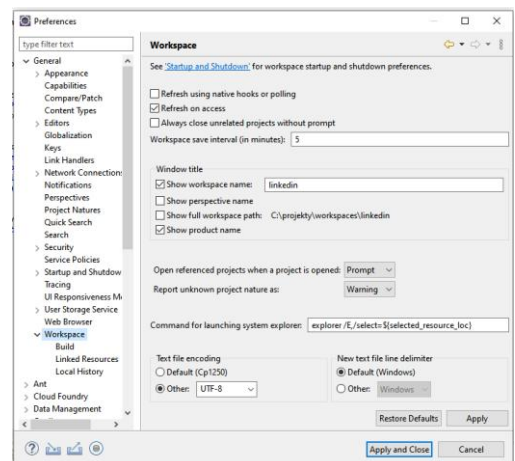 Preferences
type filter text
General
Appearance
Capabilities
Compare/Patch
Content Types
Editors
Globalization
Keys
Link Handlers
Network Connection
Notifications
Perspectives
Project Natures
Quick Search
Search
Security
Service Policies
Startup and Shutdow
Tracing
UI Responsiveness M
User Storage Service
Web Browser
Workspace
Build
Linked Resources
Local History
Ant
Cloud Foundry
Data Management
Workspace
See 'Startup and Shutdown' for workspace startup and shutdown preferences.
Refresh using native hooks or polling
Refresh on access
Always close unrelated projects without prompt
Workspace save interval (in minutes): 5
Window title
Show workspace name: linkedin
Show perspective name
Show full workspace path: C:\projekty\workspaces\linkedin
Show product name
Open referenced projects when a project is opened: Prompt
Report unknown project nature as: Warning
Command for launching system explorer: explorer /E,/select=${selected_resource_loc}
Text file encoding
Default (Cp1250)
Other: UTF-8
New text file line delimiter
Default (Windows)
Other: Windows
Restore Defaults Apply
Apply and Close Cancel